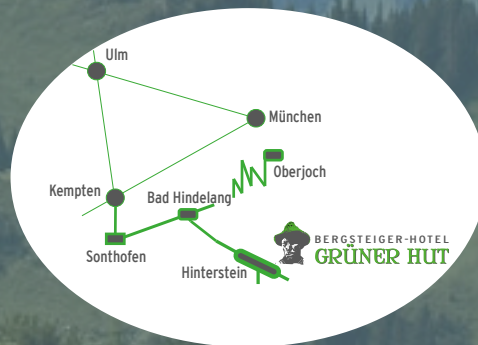 Ulm
München
Oberjoch
Kempten
Bad Hindelang
Sonthofen
Hinterstein
BERGSTEIGER-HOTEL
GRÜNER HUT